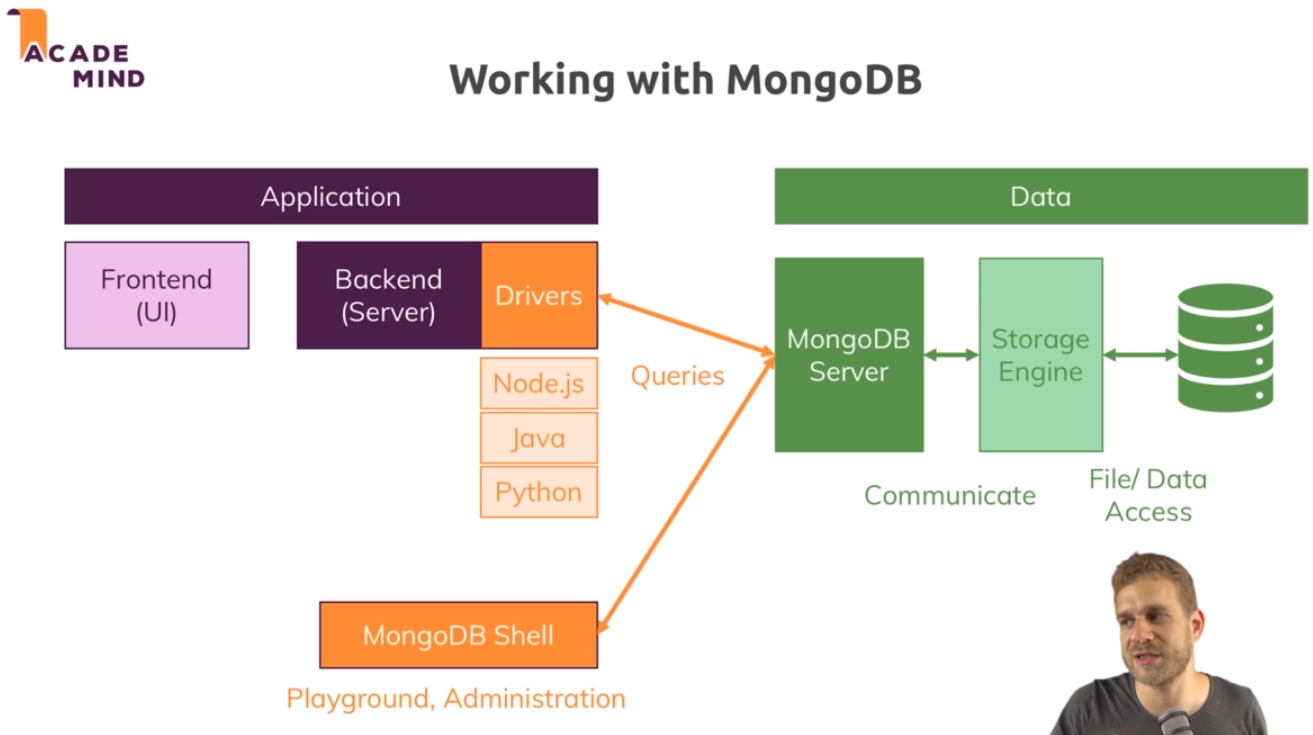 ACADE
MIND
Working with MongoDB
Application
Data
Frontend
(UI)
Backend
(Server)
Drivers
Node.js
Java
Python
Queries
MongoDB
Server
Storage
Engine
Communicate
File/ Data
Access
MongoDB Shell
Playground, Administration